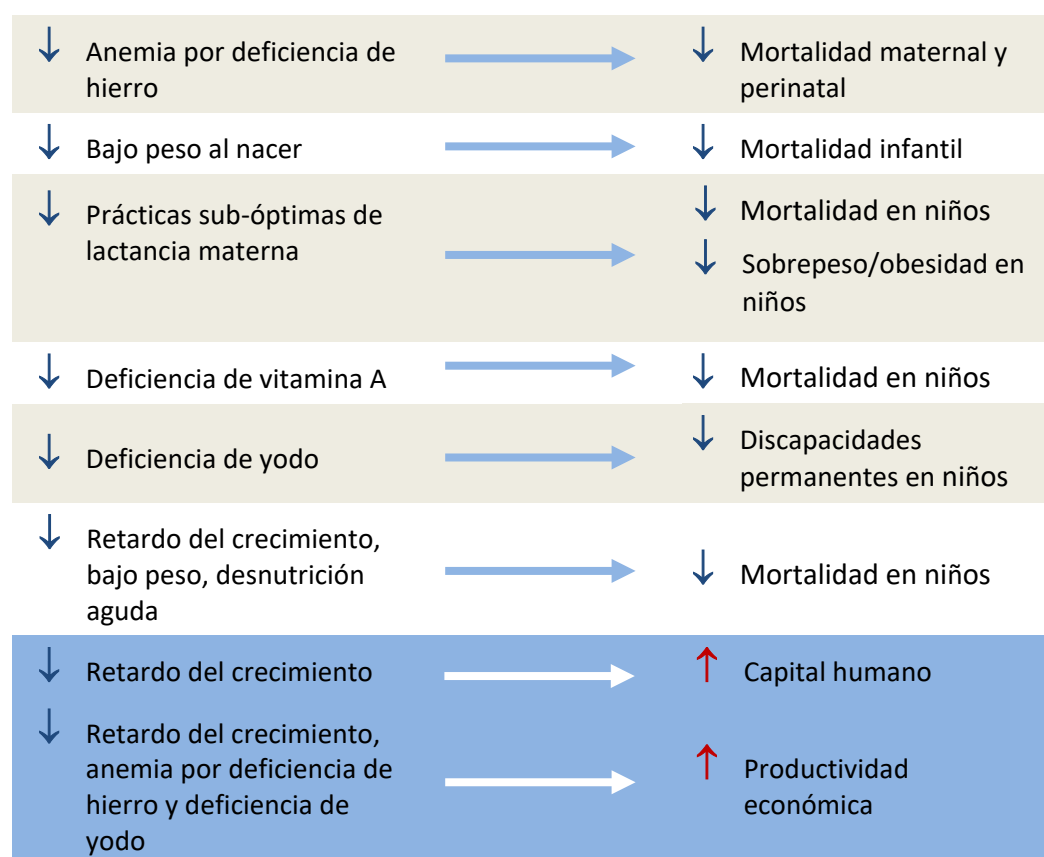 ↓ Anemia por deficiencia de
hierro
↓ Mortalidad maternal y
perinatal
↓ Bajo peso al nacer
↓ Mortalidad infantil
↓ Prácticas sub-óptimas de
lactancia materna
↓ Mortalidad en niños
↓ Sobrepeso/obesidad en
niños
↓ Deficiencia de vitamina A
↓ Mortalidad en niños
↓ Deficiencia de yodo
↓ Discapacidades
permanentes en niños
↓ Retardo del crecimiento,
bajo peso, desnutrición
aguda
↓ Mortalidad en niños
↓ Retardo del crecimiento
↑ Capital humano
↓ Retardo del crecimiento,
anemia por deficiencia de
hierro y deficiencia de
yodo
↑ Productividad
económica